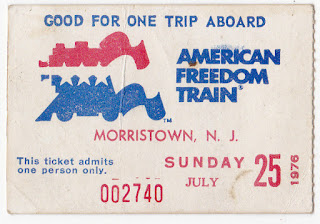 GOOD FOR ONE TRIP ABOARD
AMERICAN
FREEDOM
TRAIN®
TM
MORRISTOWN, N. J.
This ticket admits
one person only.
SUNDAY
JULY
25
1976
002740